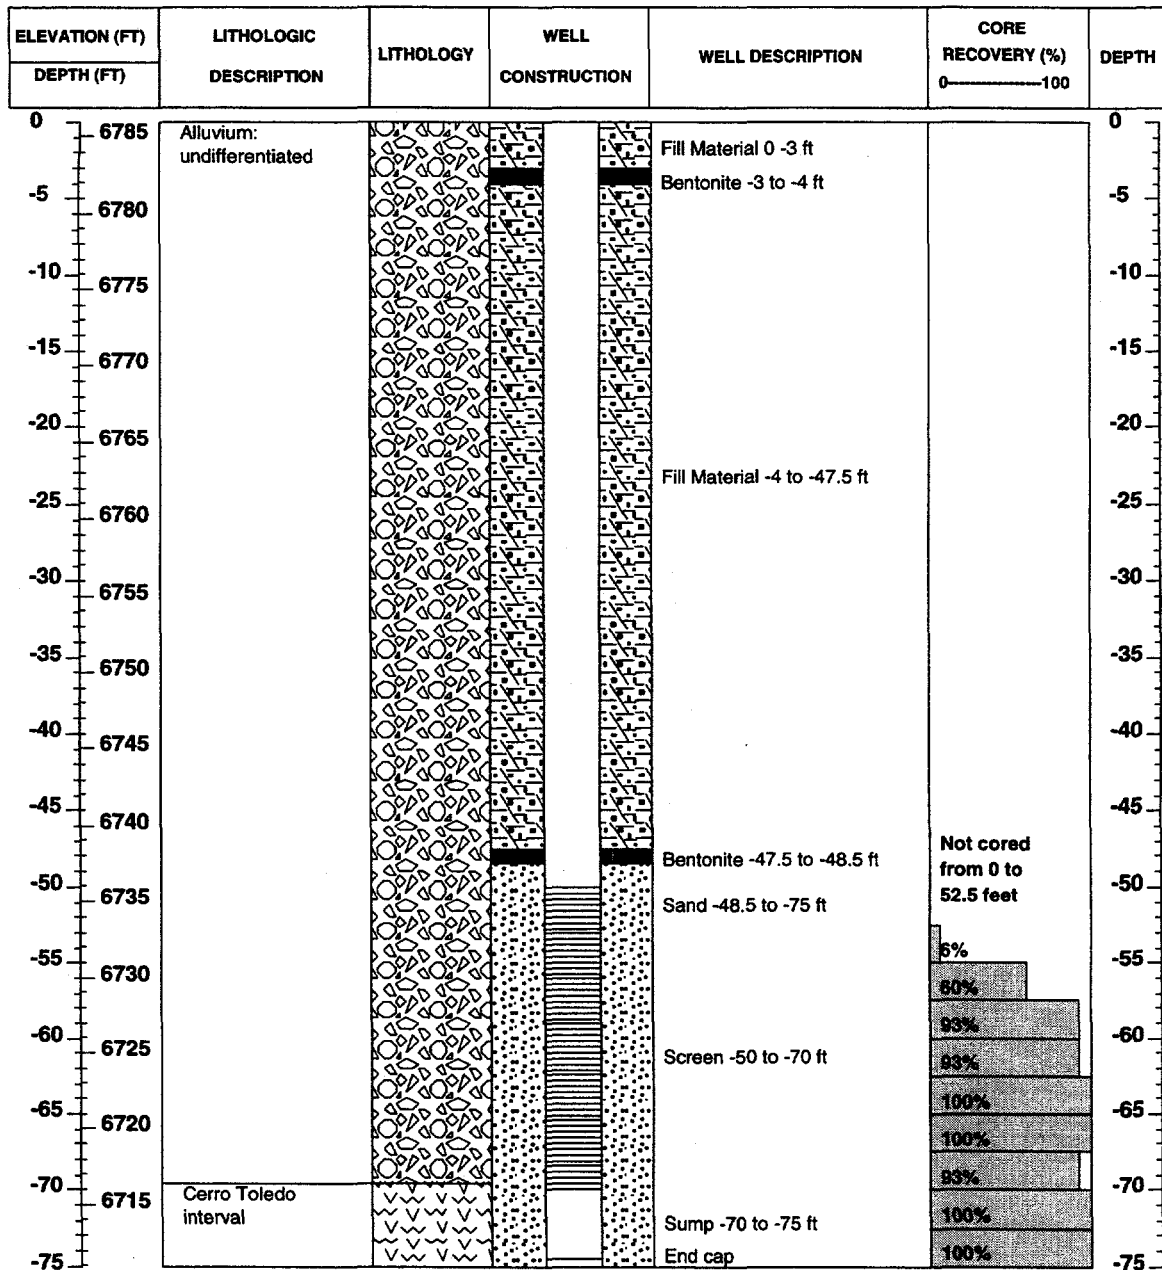 ELEVATION (FT)
DEPTH (FT)
LITHOLOGIC
DESCRIPTION
LITHOLOGY
WELL
CONSTRUCTION
WELL DESCRIPTION
CORE
RECOVERY (%)
0-------------------100
DEPTH
0
6785
Alluvium:
undifferentiated
Fill Material 0 -3 ft
0
Bentonite -3 to -4 ft
-5
6780
-5
-10
6775
-10
-15
6770
-15
-20
6765
-20
Fill Material -4 to -47.5 ft
-25
6760
-25
-30
6755
-30
-35
6750
-35
-40
6745
-40
-45
6740
-45
Not cored
from 0 to
52.5 feet
Bentonite -47.5 to -48.5 ft
-50
6735
Sand -48.5 to -75 ft
-50
6%
-55
6730
-55
60%
93%
-60
6725
Screen -50 to -70 ft
93%
-60
100%
-65
6720
-65
100%
93%
-70
6715
Cerro Toledo
interval
-70
100%
Sump -70 to -75 ft
End cap
100%
-75
-75